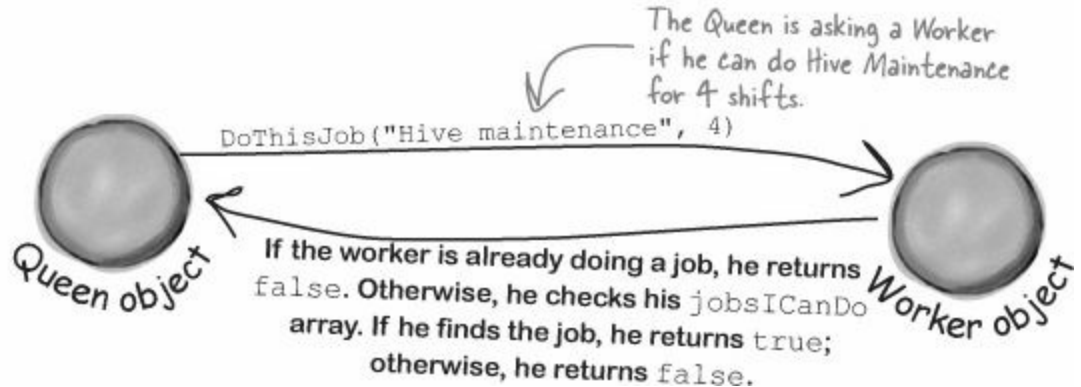 The Queen is asking a Worker
if he can do Hive Maintenance
for 4 shifts.
DoThisJob("Hive maintenance", 4)
Queen object
If the worker is already doing a job, he returns
false. Otherwise, he checks his jobsICanDo
array. If he finds the job, he returns true;
otherwise, he returns false.
Worker object